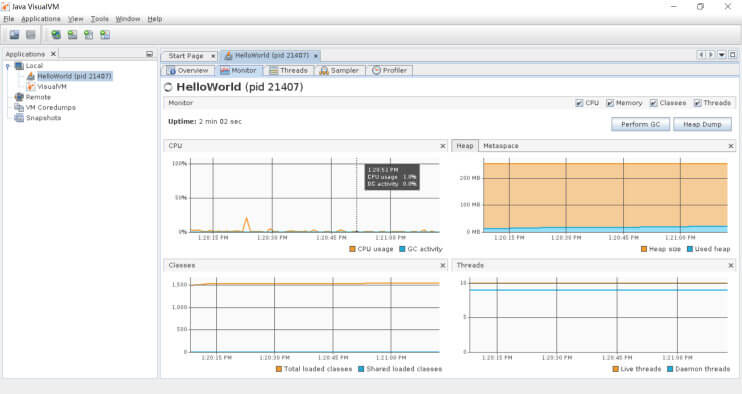 Java VisualVM
File Applications View Tools Window Help
Applications
Start Page
HelloWorld (pid 21407)
Local
HelloWorld (pid 21407)
VisualVM
Remote
VM Coredumps
Snapshots
Overview Monitor Threads Sampler Profiler
HelloWorld (pid 21407)
Monitor
CPU Memory Classes Threads
Uptime: 2 min 02 sec
Perform GC Heap Dump
CPU
100%
50%
0%
1:20:51 PM
CPU usage 1.0%
GC activity 0.0%
1:20:15 PM 1:20:30 PM 1:20:45 PM 1:21:00 PM
CPU usage GC activity
Heap Metaspace
200 MB
100 MB
0 MB
1:20:15 PM 1:20:30 PM 1:20:45 PM 1:21:00 PM
Heap size Used heap
Classes
1,500
1,000
500
0
1:20:15 PM 1:20:30 PM 1:20:45 PM 1:21:00 PM
Total loaded classes Shared loaded classes
Threads
10
5
0
1:20:15 PM 1:20:30 PM 1:20:45 PM 1:21:00 PM
Live threads Daemon threads